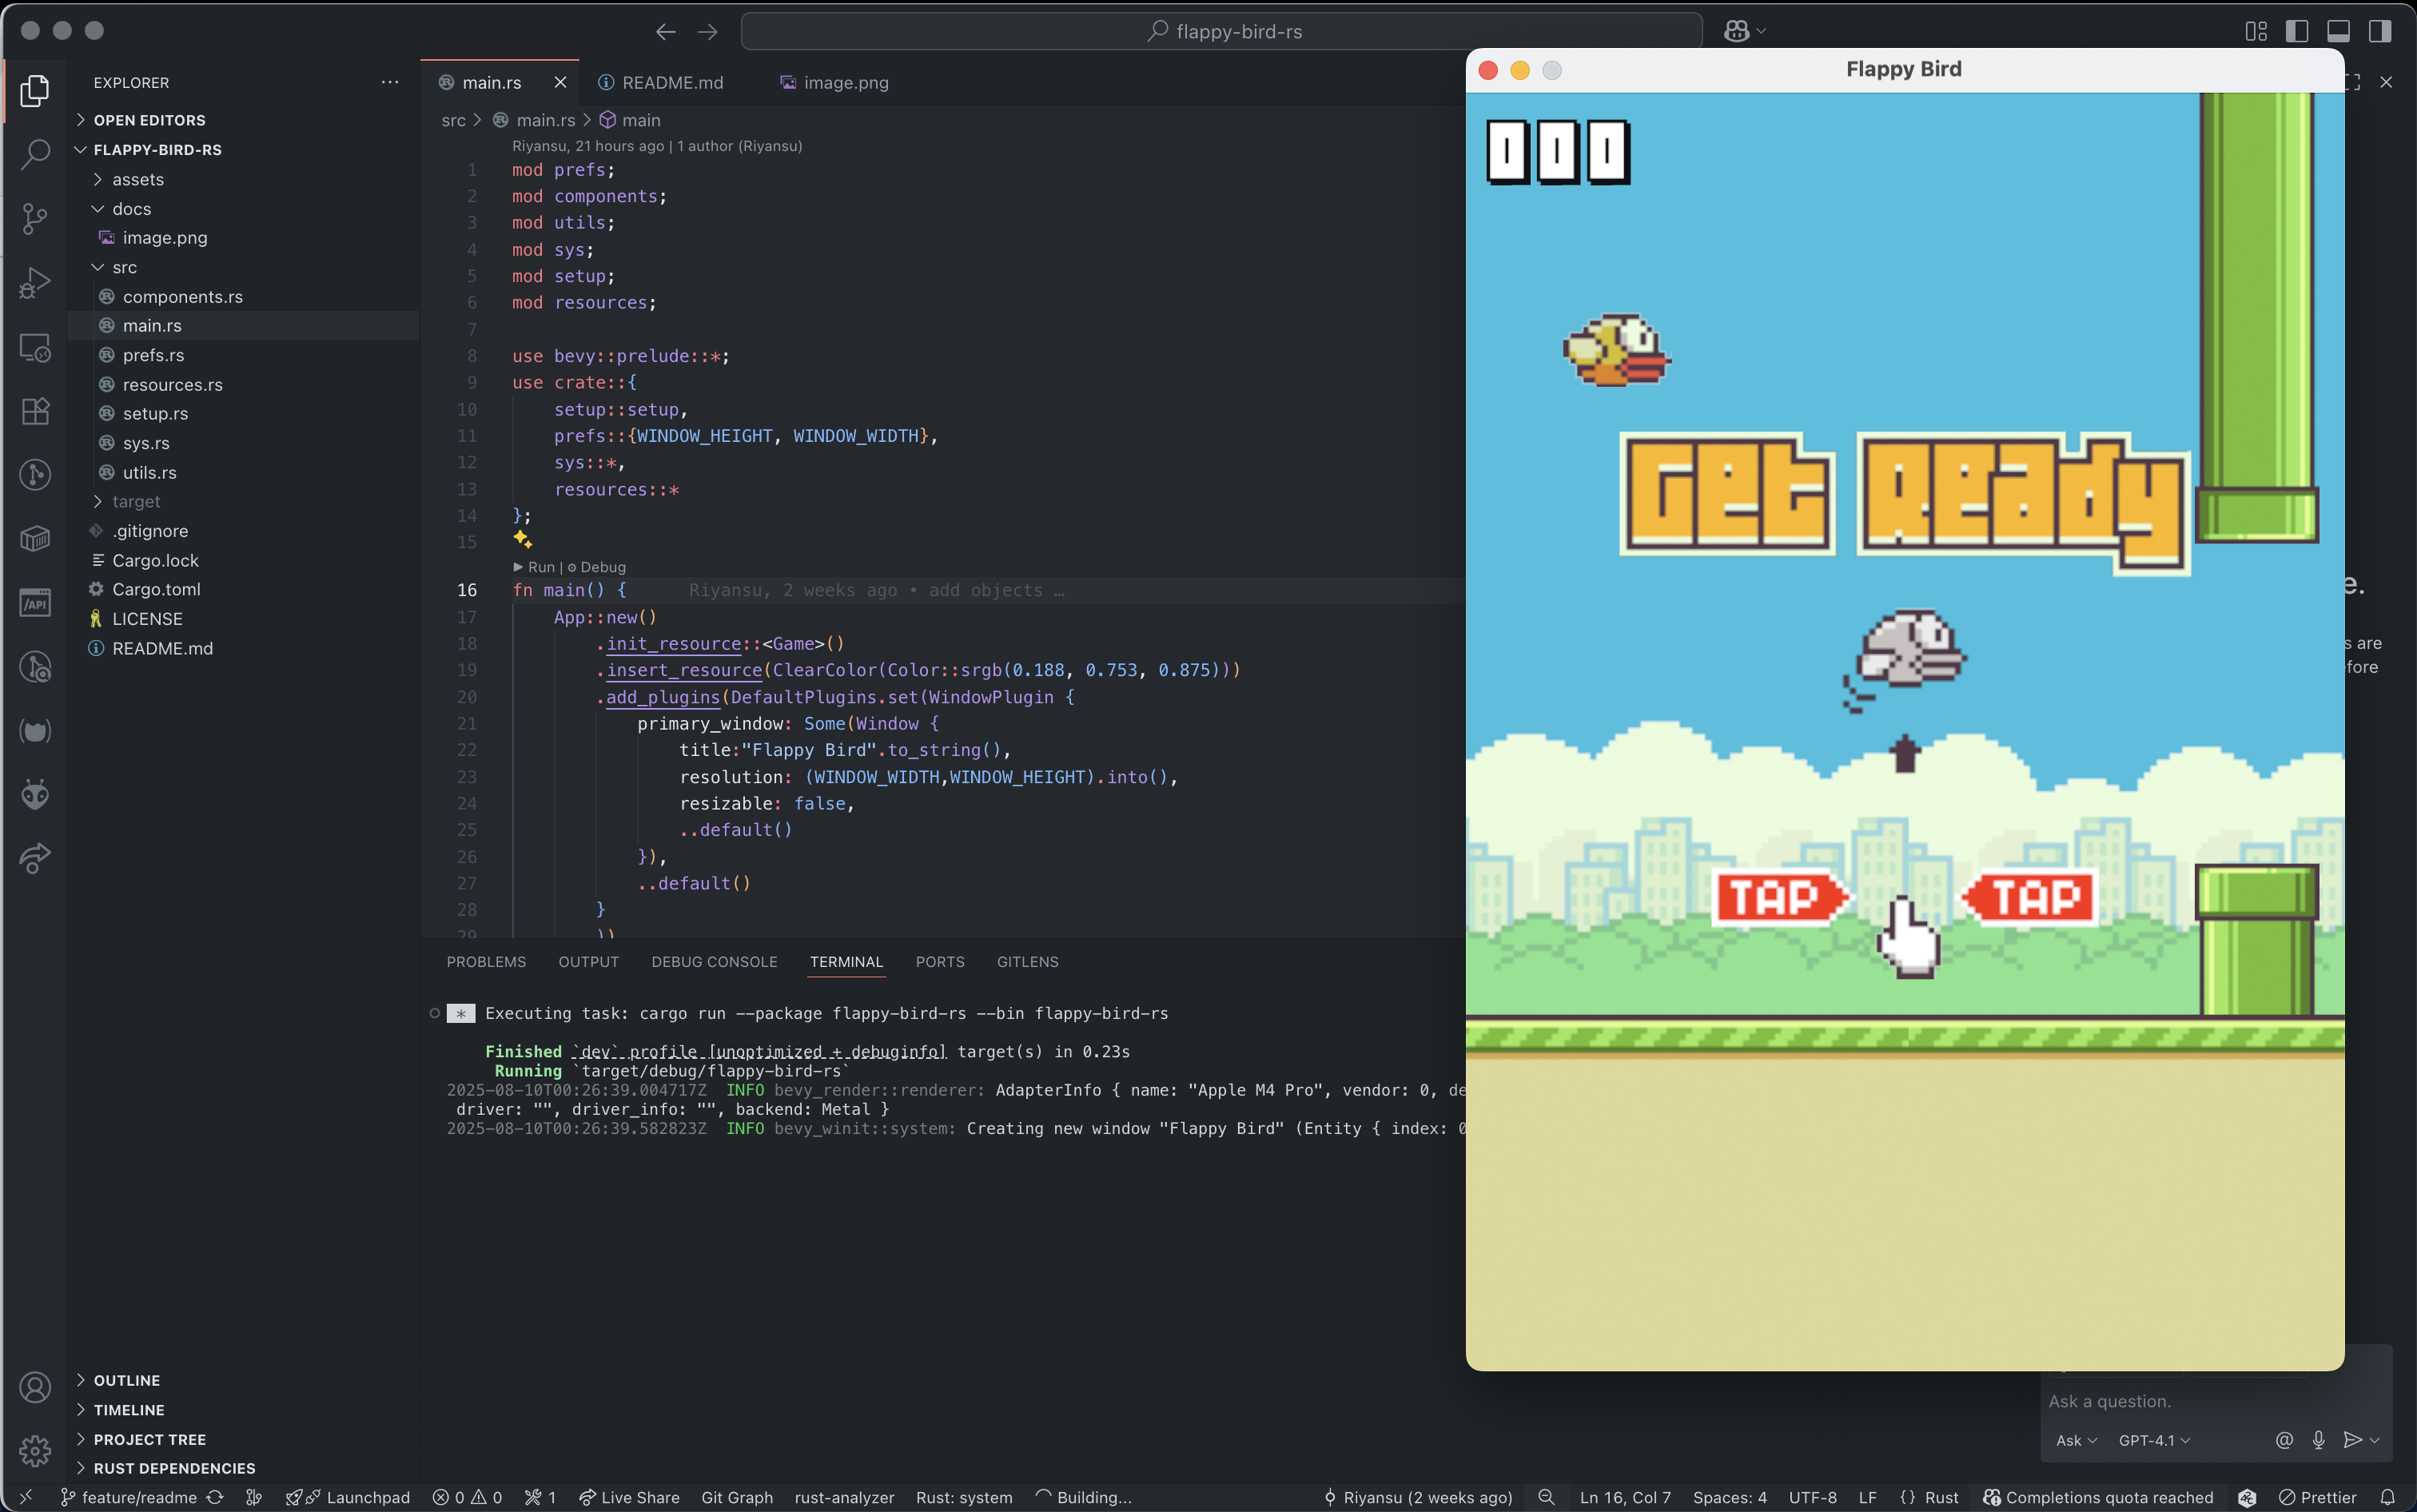 flappy-bird-rs
EXPLORER
OPEN EDITORS
FLAPPY-BIRD-RS
assets
docs
image.png
src
components.rs
main.rs
prefs.rs
resources.rs
setup.rs
sys.rs
utils.rs
target
.gitignore
Cargo.lock
Cargo.toml
LICENSE
README.md
OUTLINE
TIMELINE
PROJECT TREE
RUST DEPENDENCIES
main.rs
README.md
image.png
src > main.rs > main
Riyansu, 21 hours ago | 1 author (Riyansu)
1 mod prefs;
2 mod components;
3 mod utils;
4 mod sys;
5 mod setup;
6 mod resources;
7
8 use bevy::prelude::*;
9 use crate::{
10 setup::setup,
11 prefs::{WINDOW_HEIGHT, WINDOW_WIDTH},
12 sys::*,
13 resources::*
14 };
15
Run | Debug
16 fn main() { Riyansu, 2 weeks ago • add objects …
17 App::new()
18 .init_resource::<Game>()
19 .insert_resource(ClearColor(Color::srgb(0.188, 0.753, 0.875)))
20 .add_plugins(DefaultPlugins.set(WindowPlugin {
21 primary_window: Some(Window {
22 title:"Flappy Bird".to_string(),
23 resolution: (WINDOW_WIDTH,WINDOW_HEIGHT).into(),
24 resizable: false,
25 ..default()
26 }),
27 ..default()
28 }
29 ))
PROBLEMS OUTPUT DEBUG CONSOLE TERMINAL PORTS GITLENS
* Executing task: cargo run --package flappy-bird-rs --bin flappy-bird-rs
Finished `dev` profile [unoptimized + debuginfo] target(s) in 0.23s
Running `target/debug/flappy-bird-rs`
2025-08-10T00:26:39.004717Z INFO bevy_render::renderer: AdapterInfo { name: "Apple M4 Pro", vendor: 0, de
driver: "", driver_info: "", backend: Metal }
2025-08-10T00:26:39.582823Z INFO bevy_winit::system: Creating new window "Flappy Bird" (Entity { index: 0
Flappy Bird
000
Get Ready
TAP TAP
e.
s are
fore
Ask a question.
Ask GPT-4.1
feature/readme Launchpad 0 0 1 Live Share Git Graph rust-analyzer Rust: system Building... Riyansu (2 weeks ago) Ln 16, Col 7 Spaces: 4 UTF-8 LF {} Rust Completions quota reached Prettier